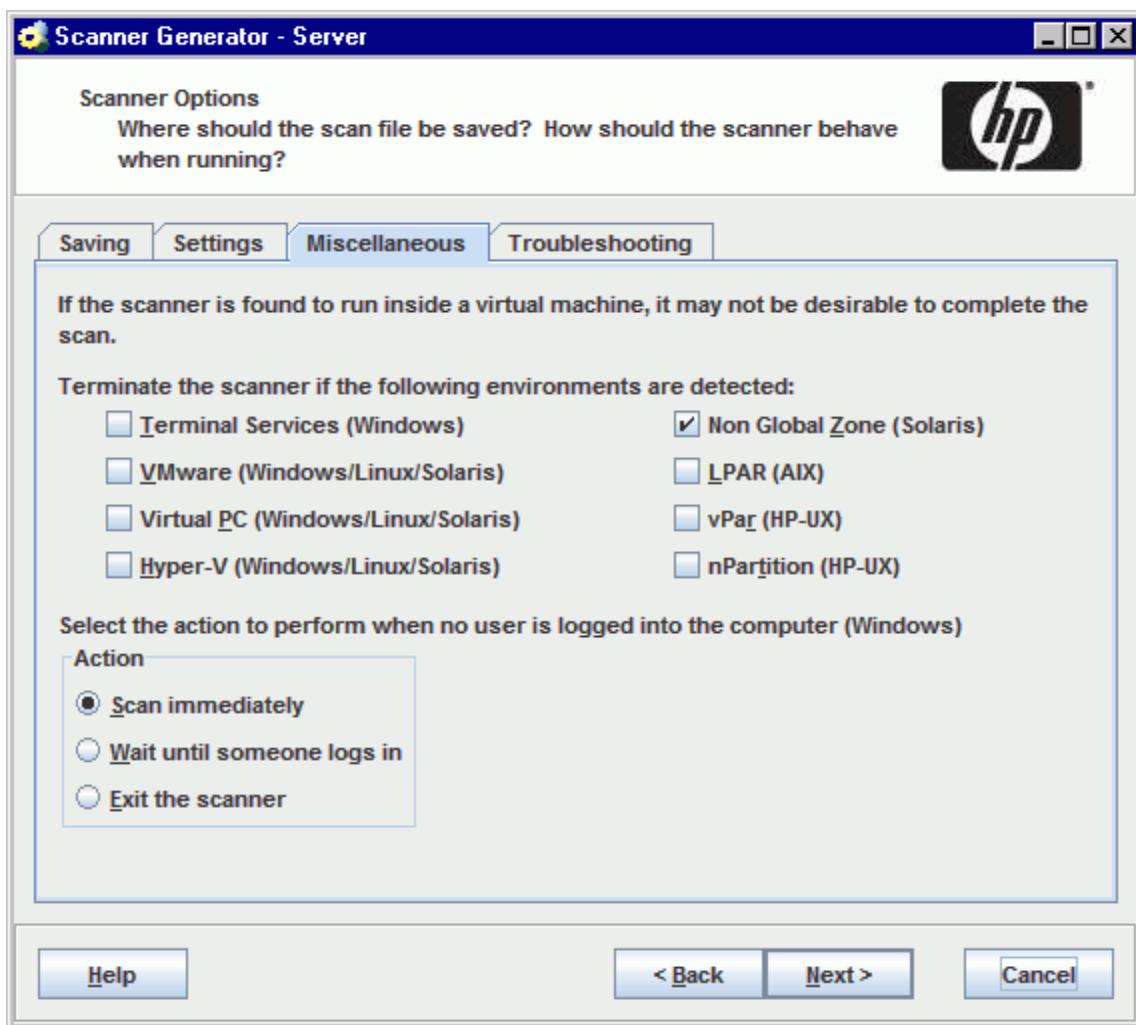 Scanner Generator - Server
Scanner Options
Where should the scan file be saved? How should the scanner behave
when running?
hp
Saving
Settings
Miscellaneous
Troubleshooting
If the scanner is found to run inside a virtual machine, it may not be desirable to complete the
scan.
Terminate the scanner if the following environments are detected:
Terminal Services (Windows)
Non Global Zone (Solaris)
VMware (Windows/Linux/Solaris)
LPAR (AIX)
Virtual PC (Windows/Linux/Solaris)
vPar (HP-UX)
Hyper-V (Windows/Linux/Solaris)
nPartition (HP-UX)
Select the action to perform when no user is logged into the computer (Windows)
Action
Scan immediately
Wait until someone logs in
Exit the scanner
Help
< Back
Next >
Cancel